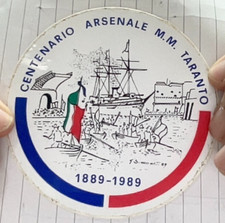 CENTENARIO ARSENALE M.M. TARANTO
1889-1989